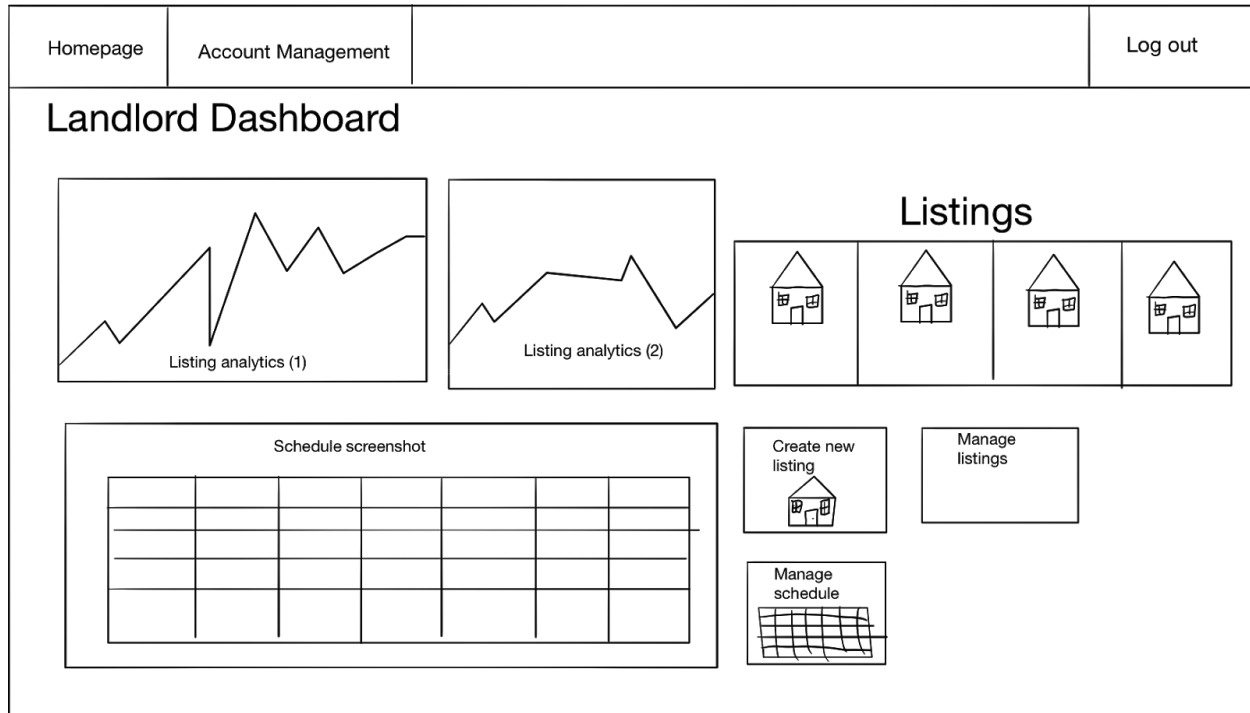 Homepage
Account Management
Log out
Landlord Dashboard
Listing analytics (1)
Listing analytics (2)
Listings
Schedule screenshot
Create new
listing
Manage
listings
Manage
schedule